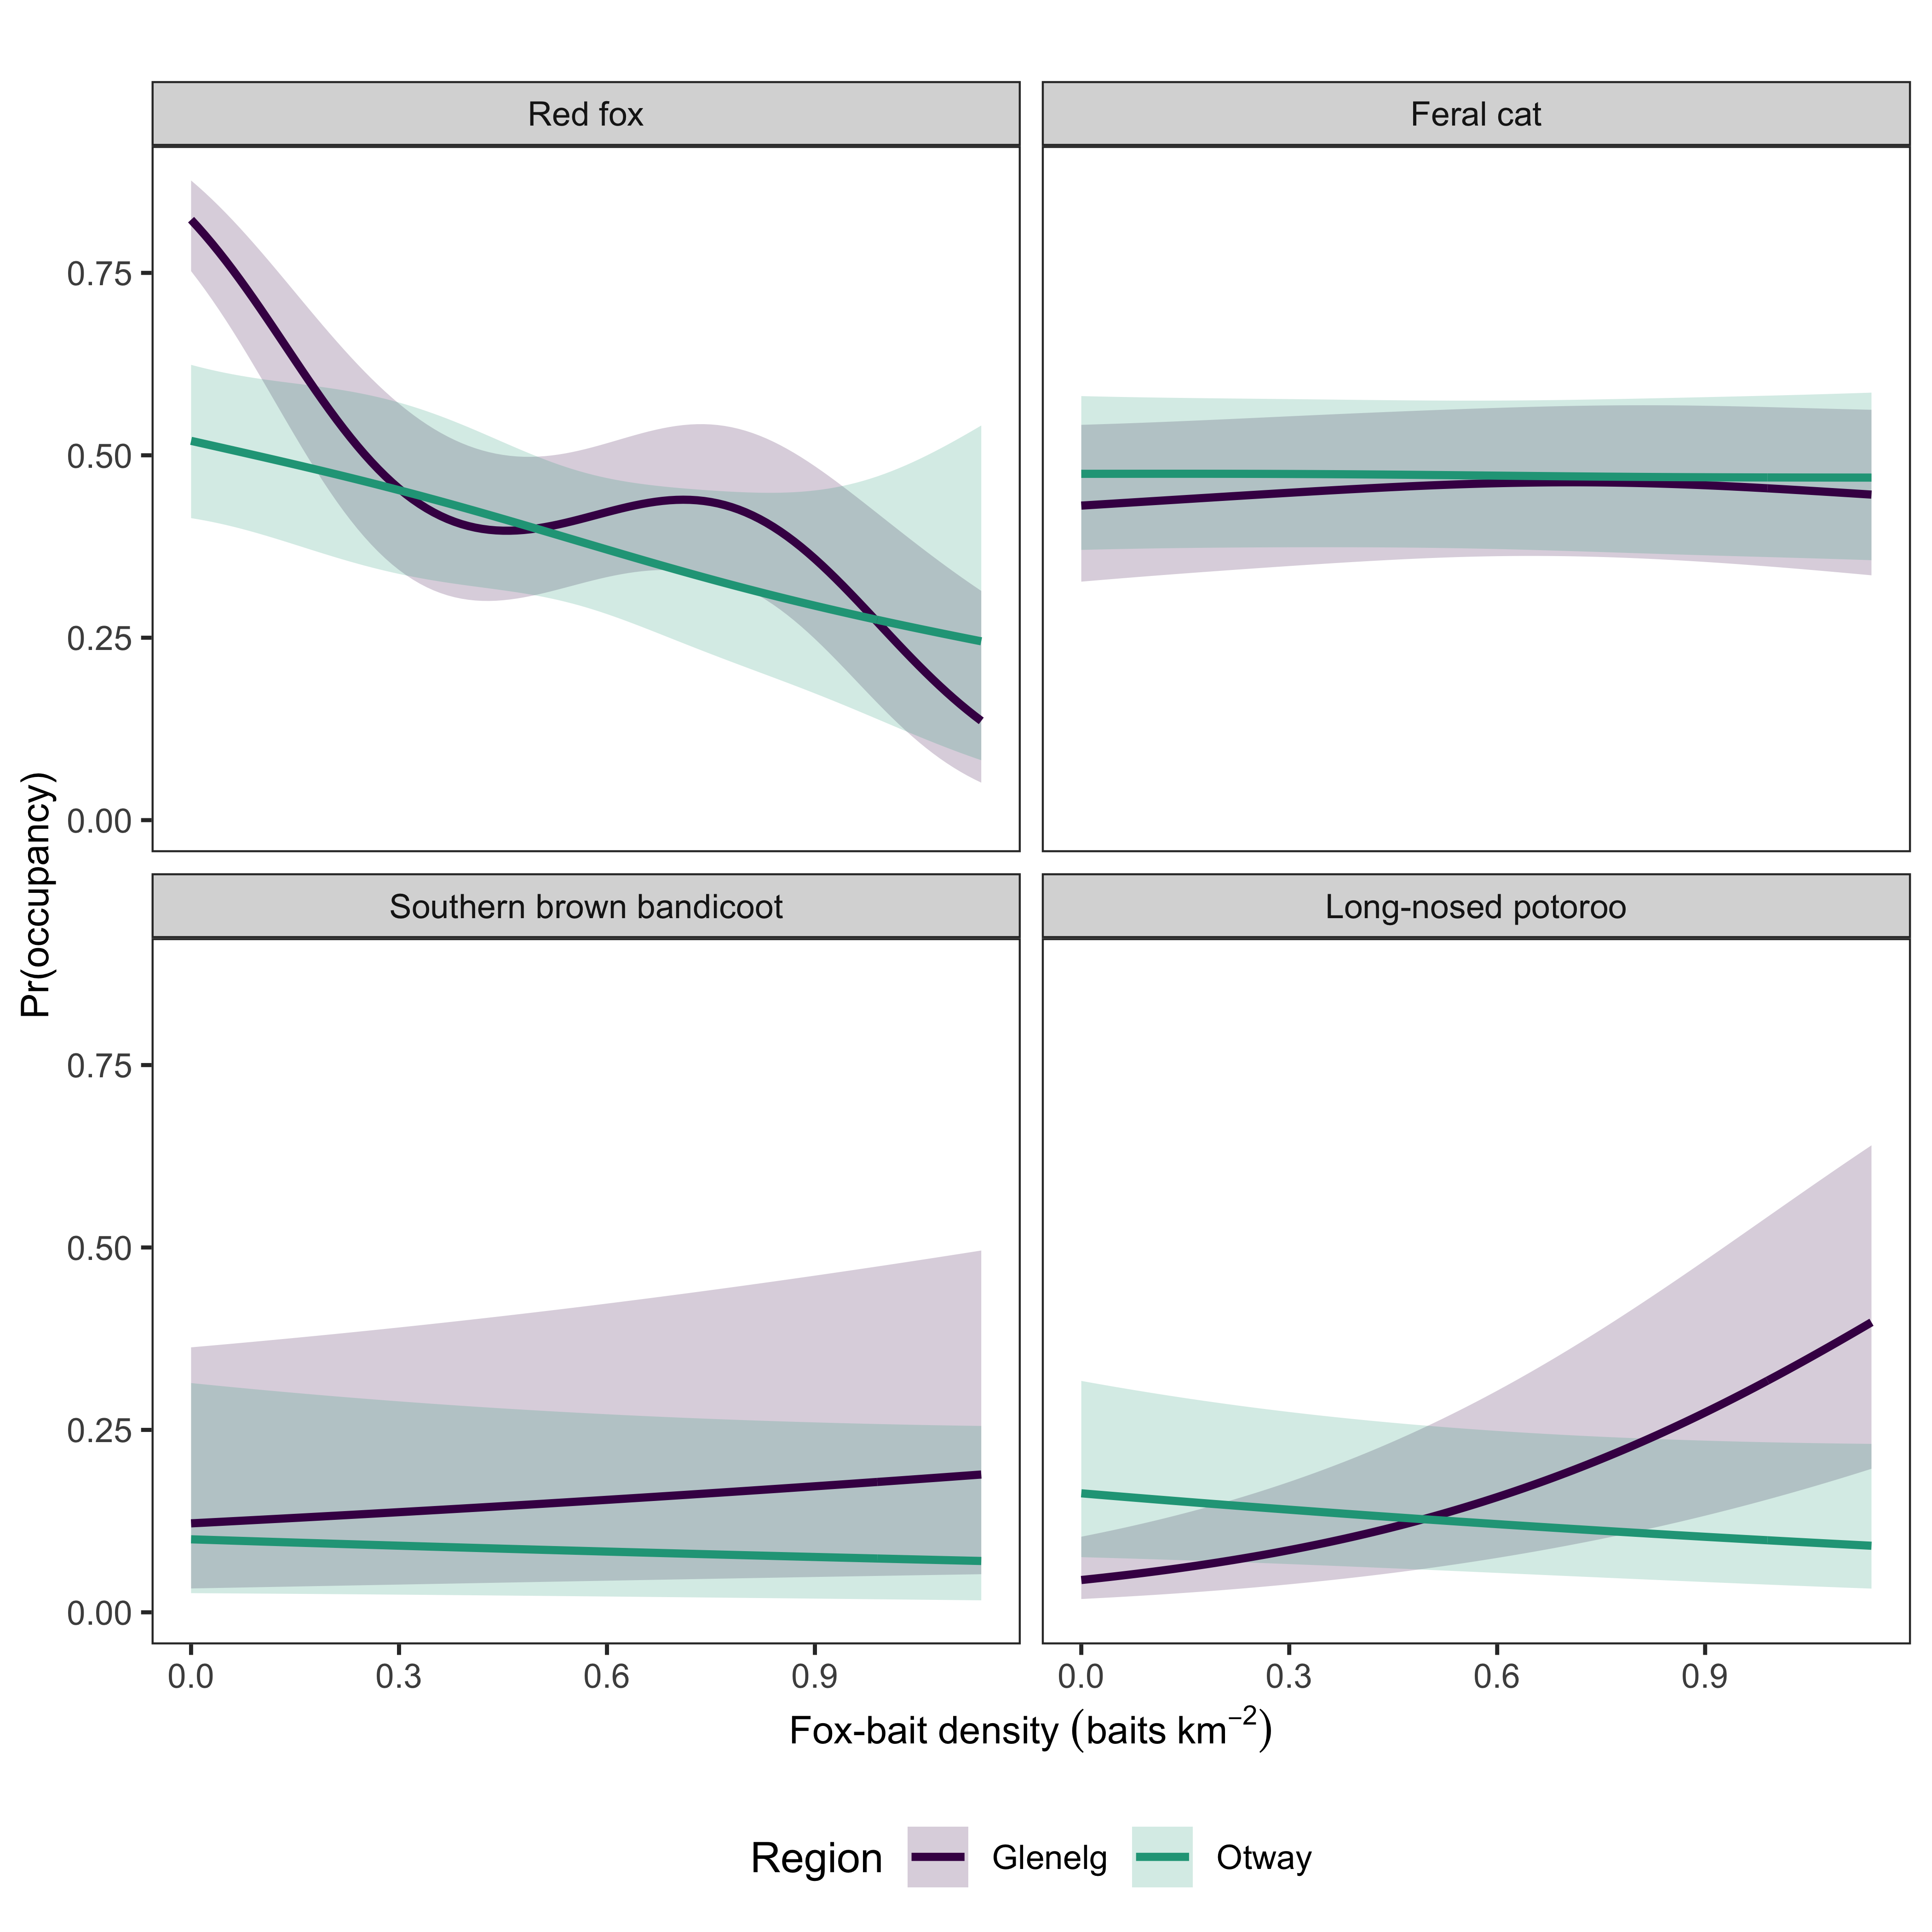 Red fox
Feral cat
0.75
0.50
0.25
0.00
Southern brown bandicoot
Long-nosed potoroo
Pr(occupancy)
0.75
0.50
0.25
0.00
0.0 0.3 0.6 0.9
0.0 0.3 0.6 0.9
Fox-bait density (baits km⁻²)
Region Glenelg Otway